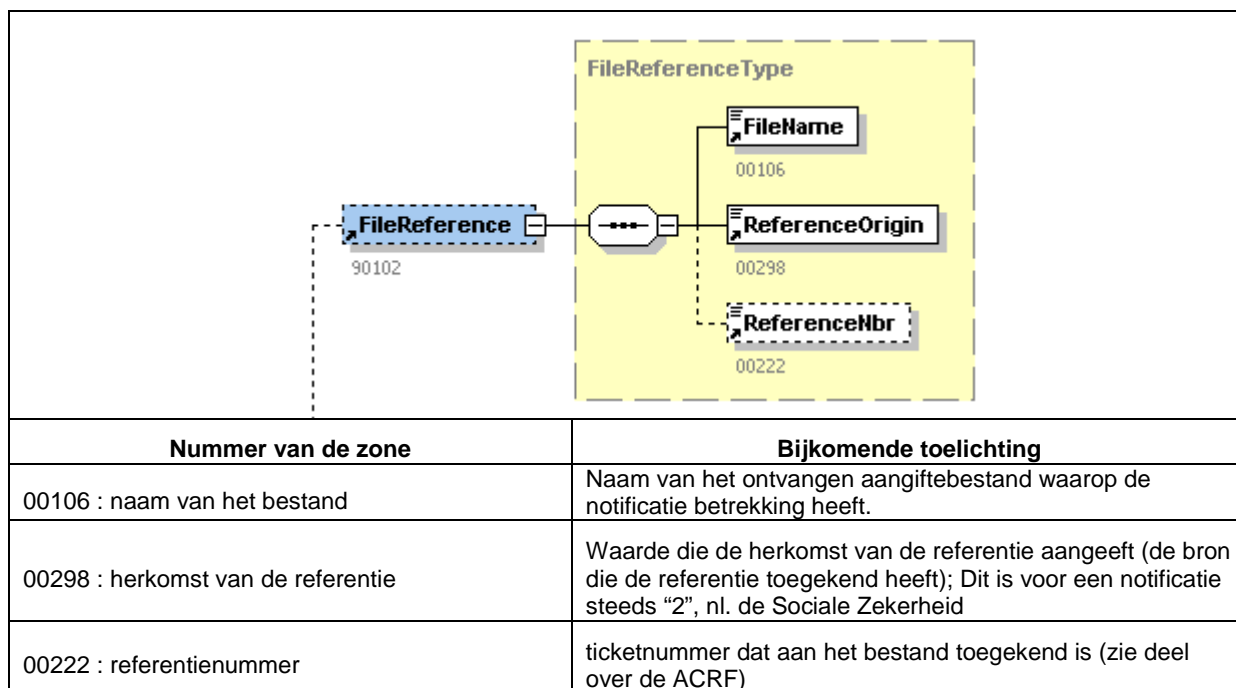 FileReferenceType
FileName
00106
FileReference
90102
ReferenceOrigin
00298
ReferenceNbr
00222
Nummer van de zone
Bijkomende toelichting
00106 : naam van het bestand
Naam van het ontvangen aangiftebestand waarop de
notificatie betrekking heeft.
00298 : herkomst van de referentie
Waarde die de herkomst van de referentie aangeeft (de bron
die de referentie toegekend heeft); Dit is voor een notificatie
steeds “2”, nl. de Sociale Zekerheid
00222 : referentienummer
ticketnummer dat aan het bestand toegekend is (zie deel
over de ACRF)